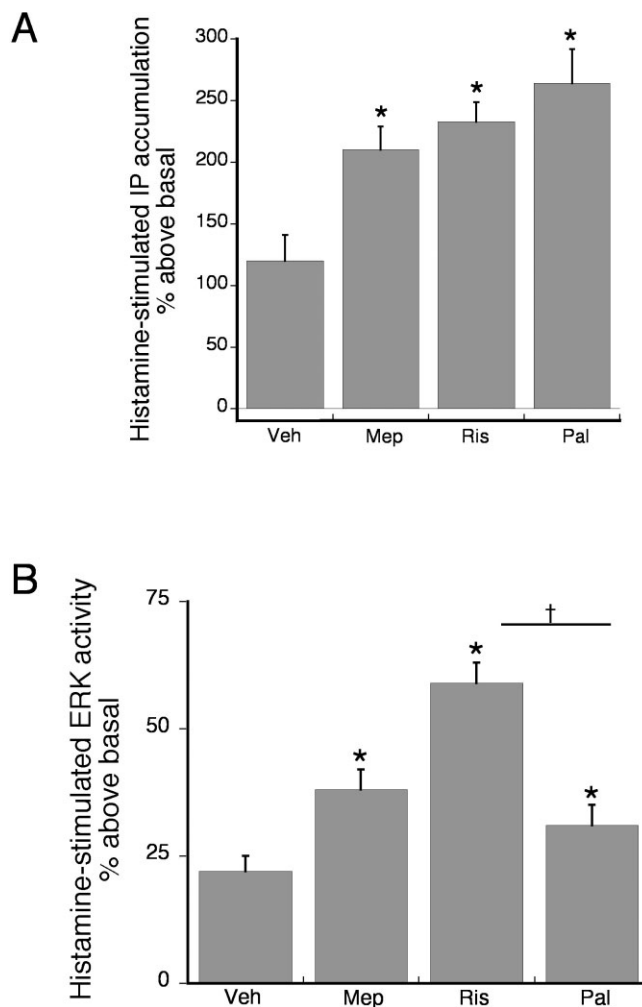 A
Histamine-stimulated IP accumulation
% above basal
300
250
200
150
100
50
0
*
*
*
Veh Mep Ris Pal
B
Histamine-stimulated ERK activity
% above basal
75
50
25
0
†
*
*
*
Veh Mep Ris Pal